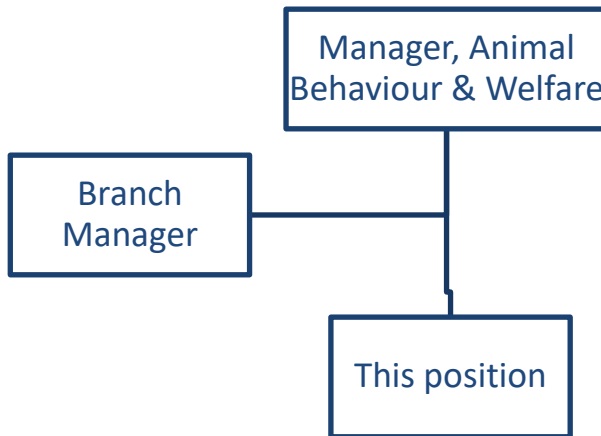 Manager, Animal
Behaviour & Welfare
Branch
Manager
This position